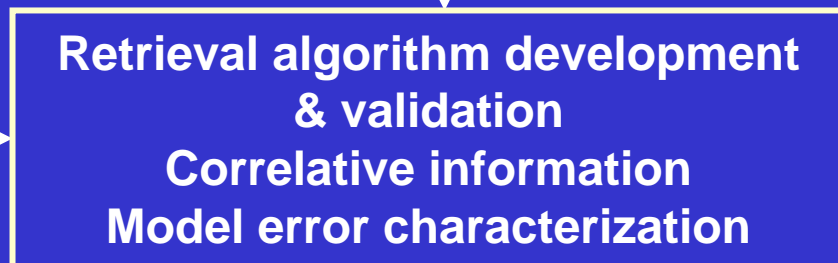 Retrieval algorithm development
& validation
Correlative information
Model error characterization